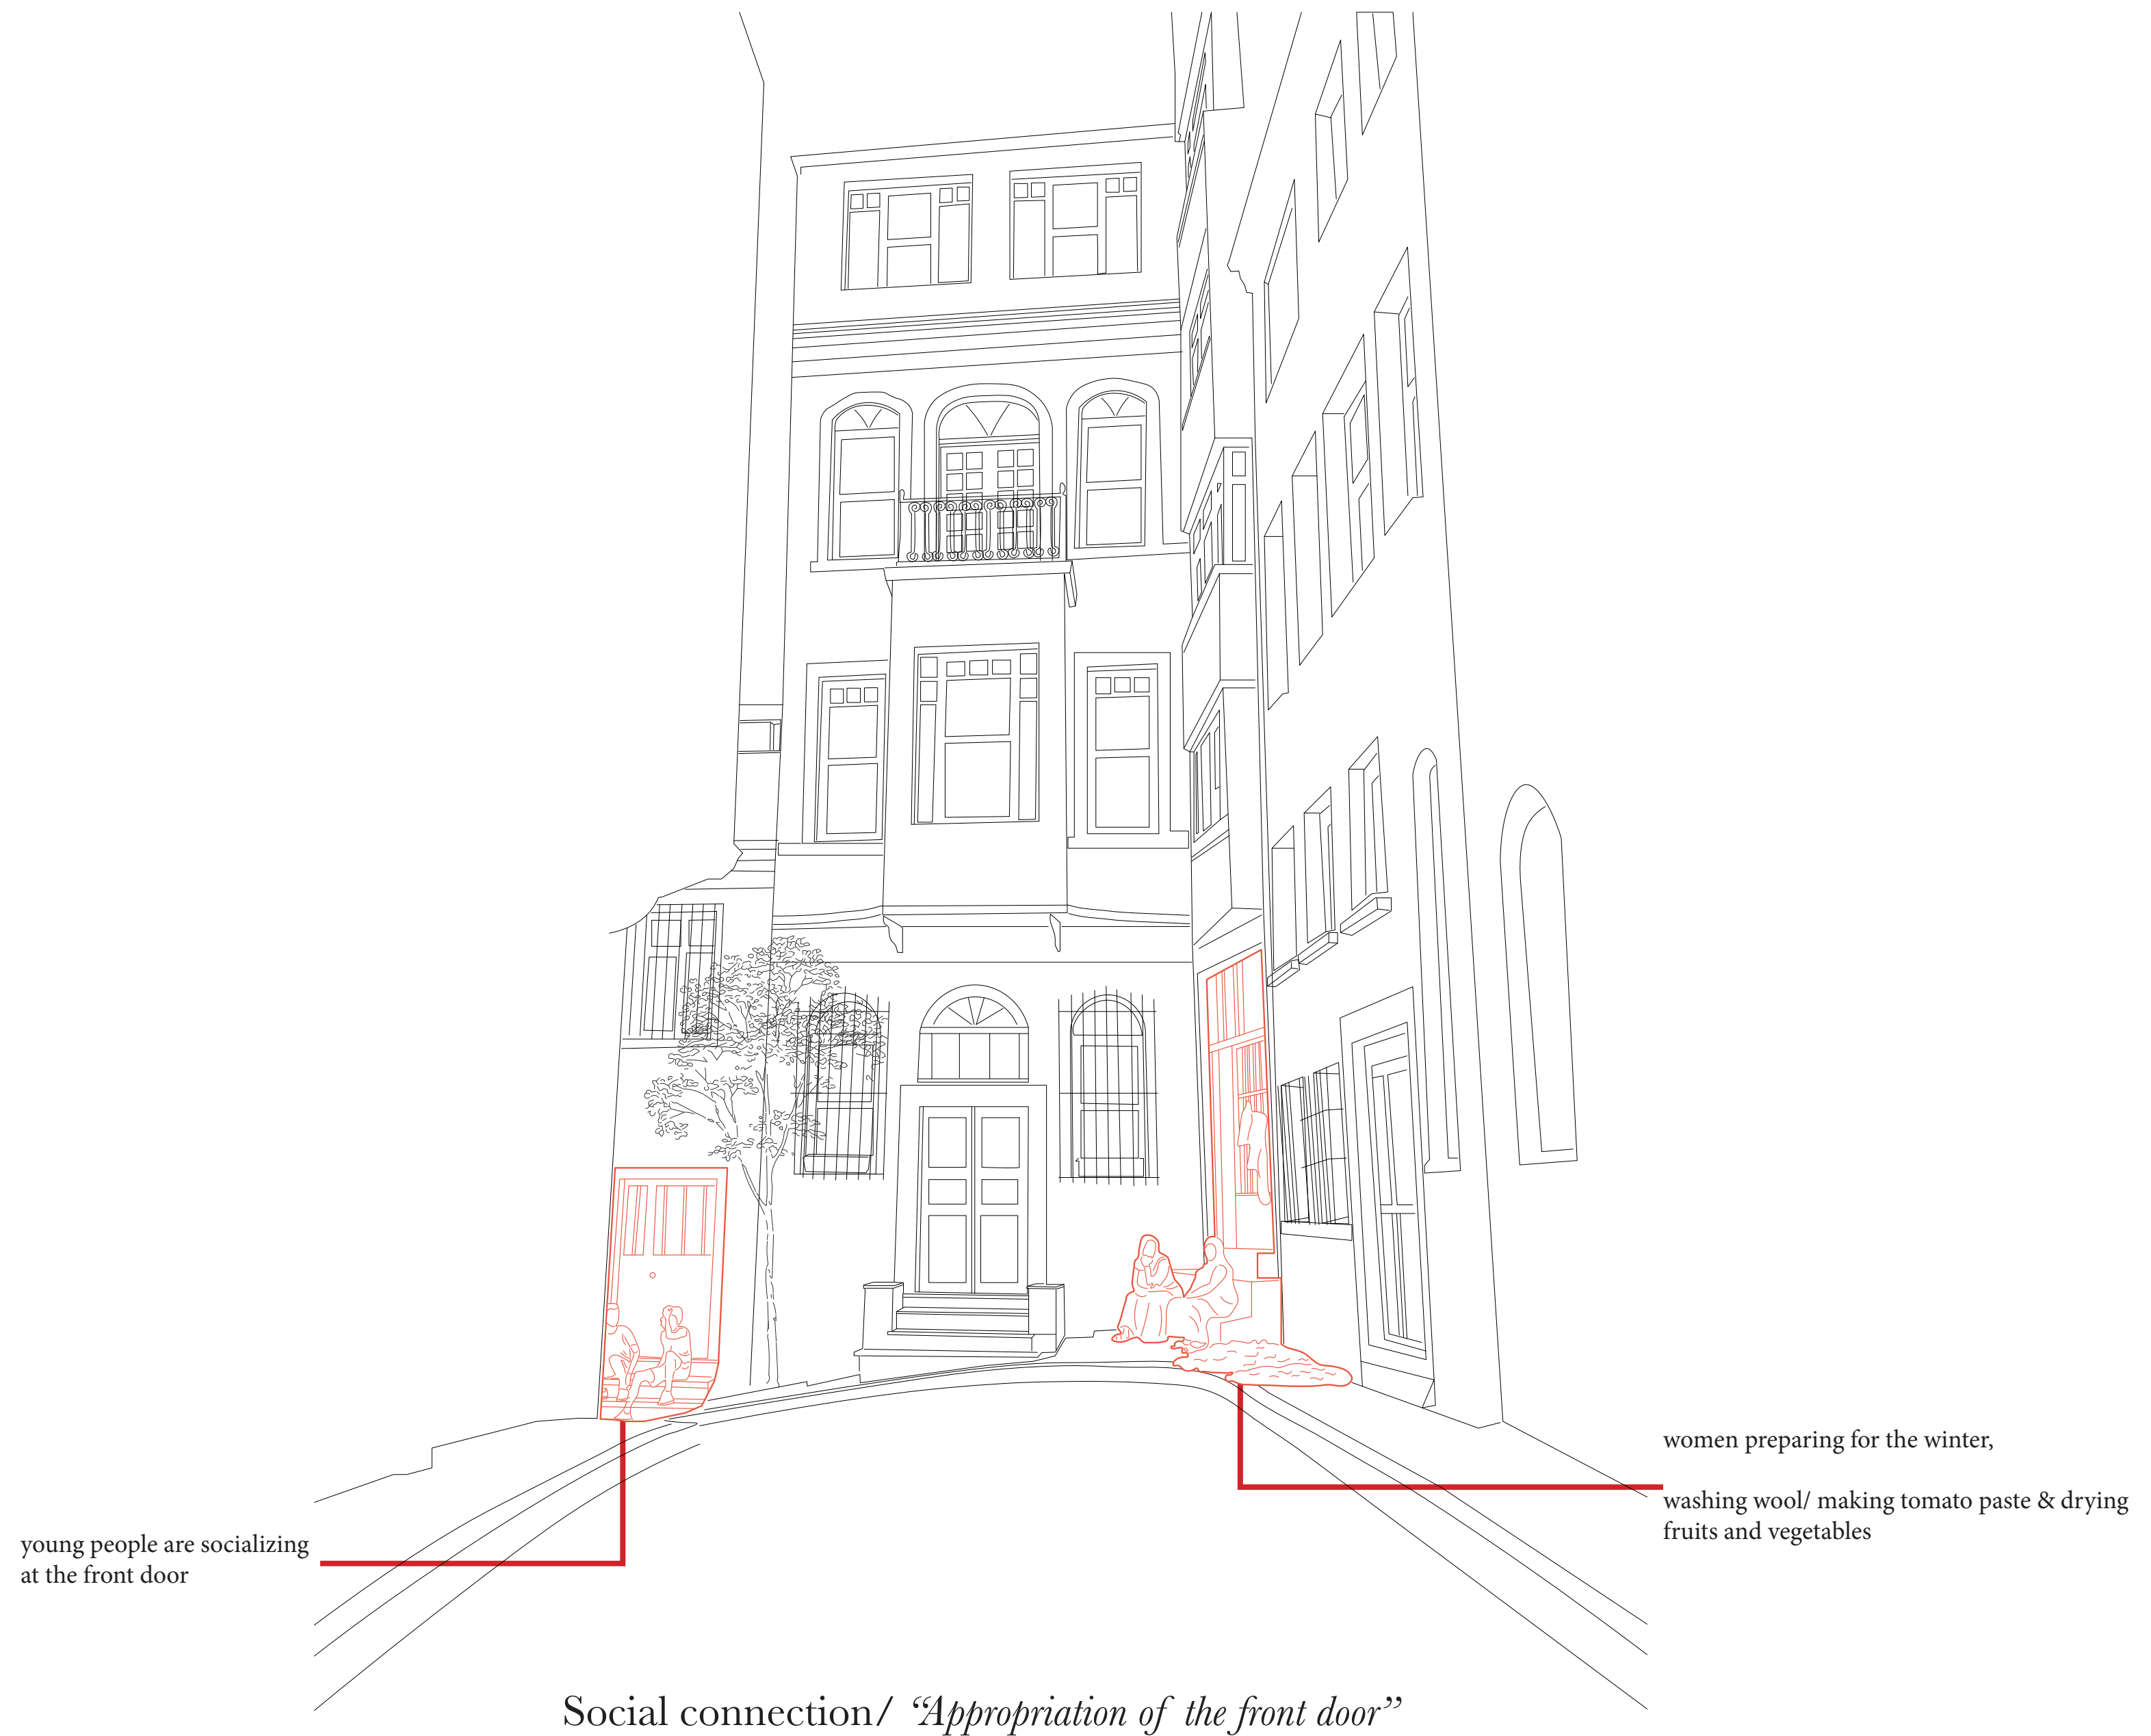 women preparing for the winter,
washing wool/ making tomato paste & drying
fruits and vegetables
young people are socializing
at the front door
Social connection/ “Appropriation of the front door”